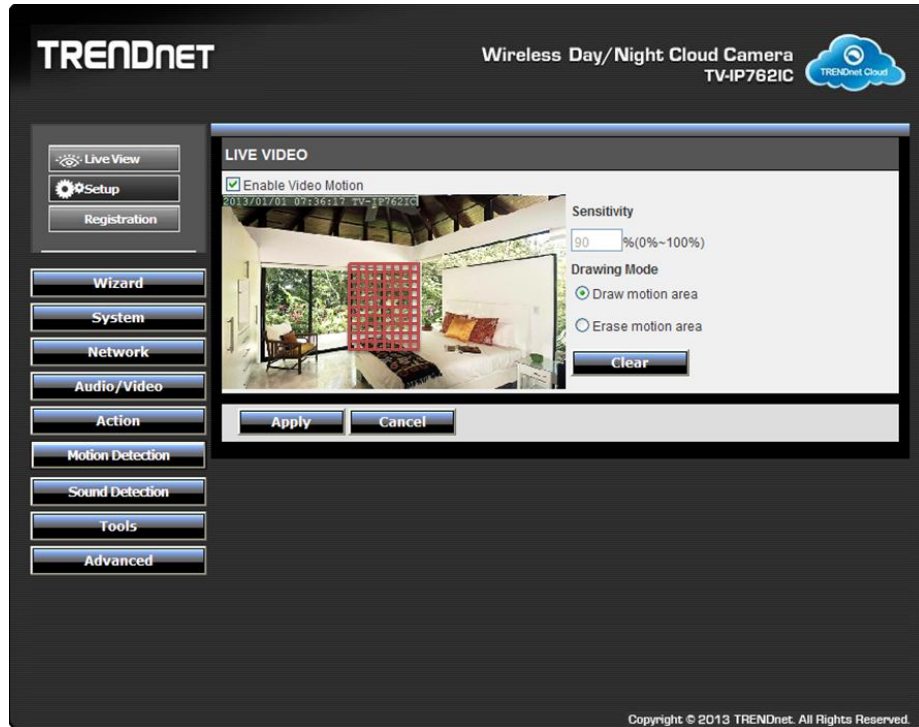 TRENDNET
Wireless Day/Night Cloud Camera
TV-IP762IC
TRENDnet Cloud
Live View
Setup
Registration
Wizard
System
Network
Audio/Video
Action
Motion Detection
Sound Detection
Tools
Advanced
LIVE VIDEO
Enable Video Motion
2013/01/01 07:36:17 TV-IP762IC
Sensitivity
90 %(0%~100%)
Drawing Mode
Draw motion area
Erase motion area
Clear
Apply Cancel
Copyright © 2013 TRENDnet. All Rights Reserved.